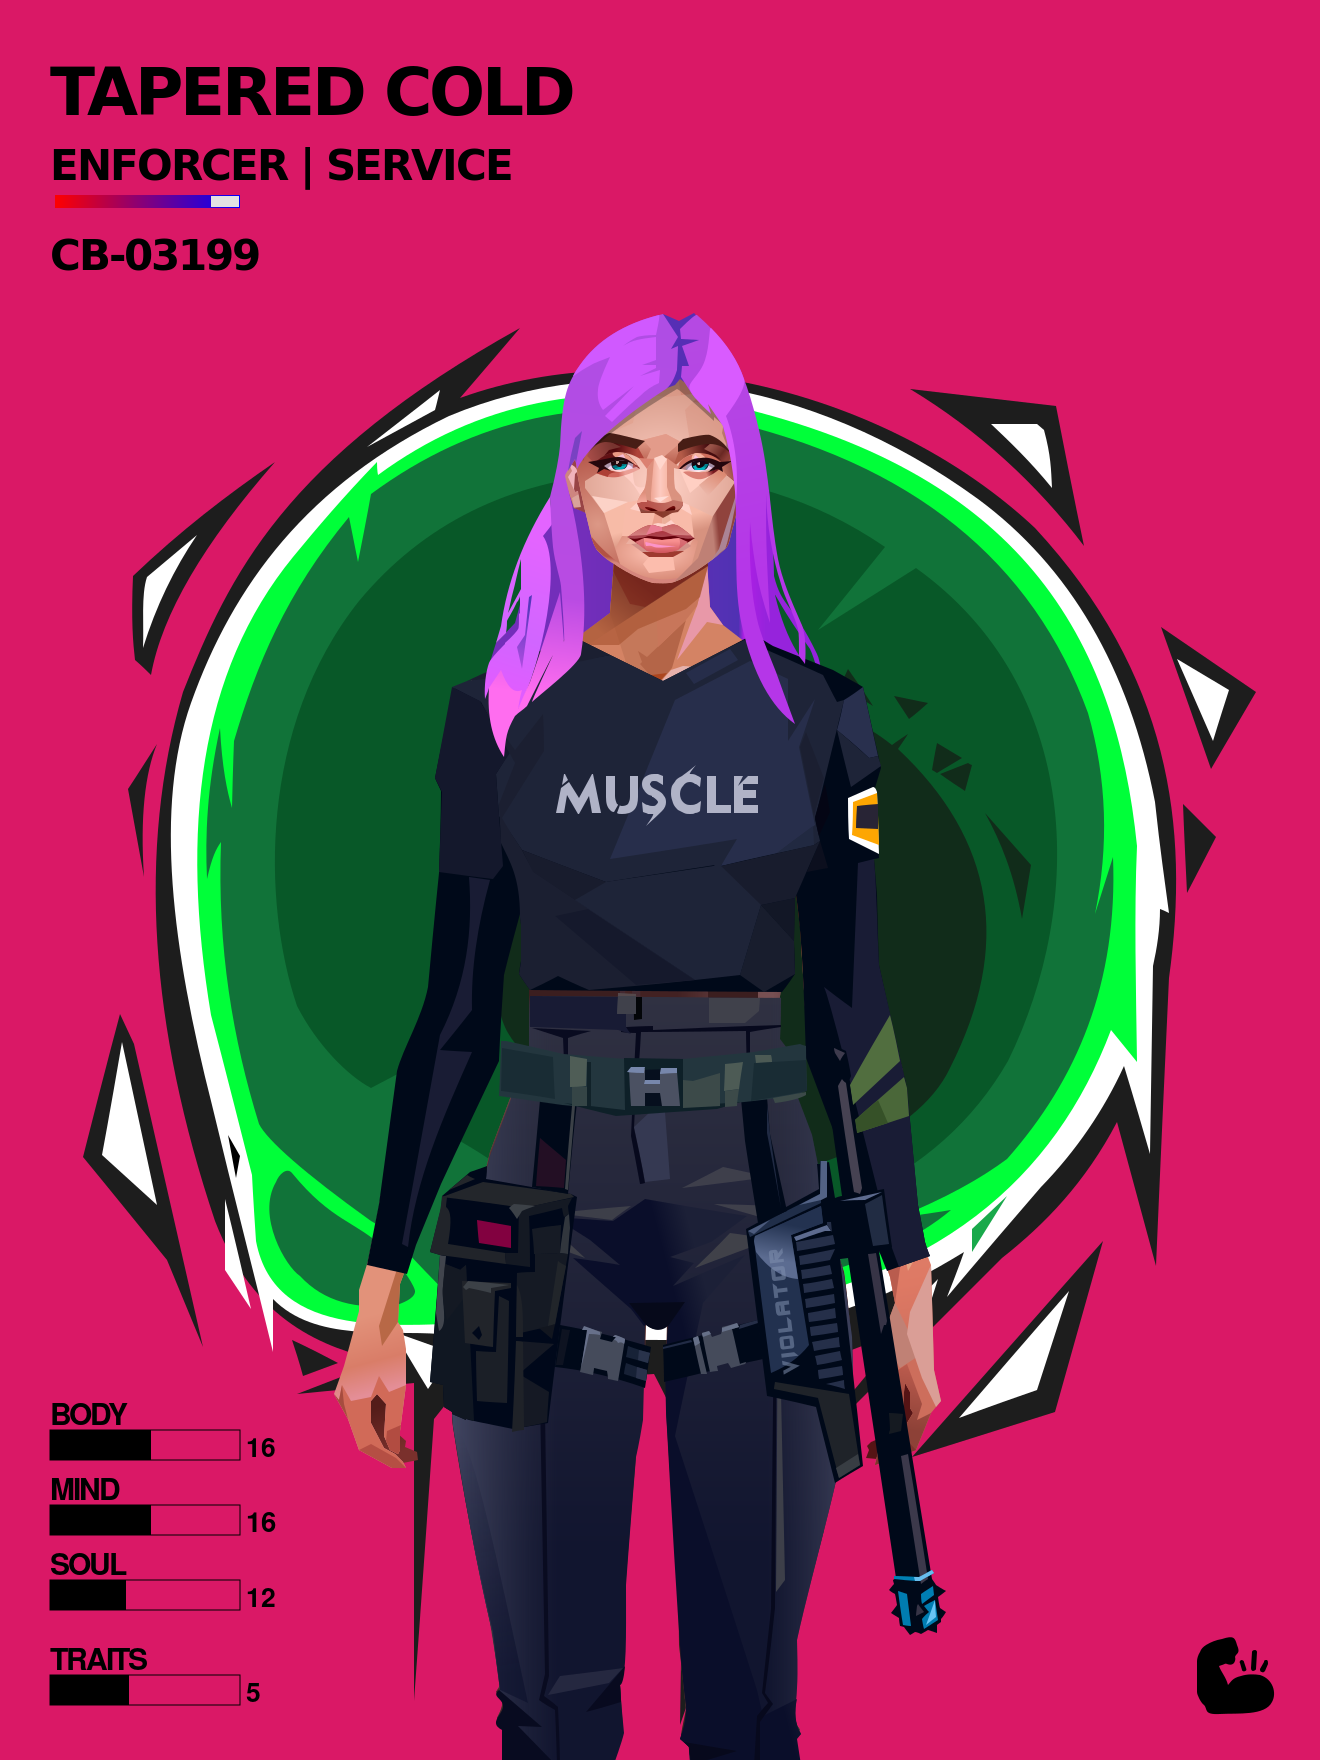 TAPERED COLD
ENFORCER | SERVICE
CB-03199
MUSCLE
VIOLATOR
BODY
16
MIND
16
SOUL
12
TRAITS
5